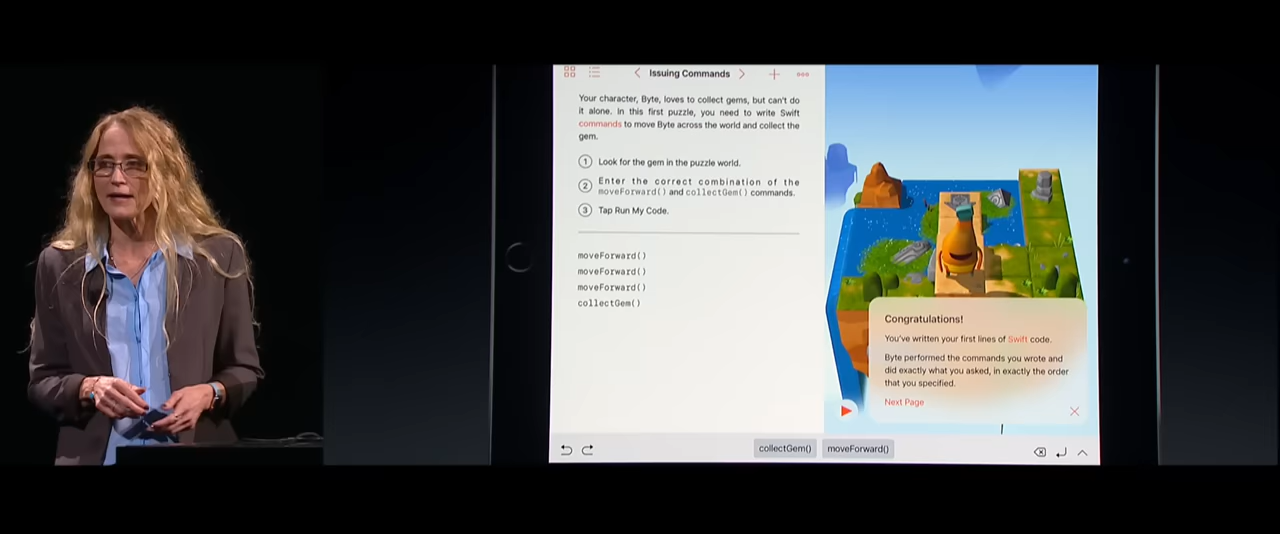 Issuing Commands
Your character, Byte, loves to collect gems, but can't do
it alone. In this first puzzle, you need to write Swift
commands to move Byte across the world and collect the
gem.
1 Look for the gem in the puzzle world.
2 Enter the correct combination of the
moveForward() and collectGem() commands.
3 Tap Run My Code.
moveForward()
moveForward()
moveForward()
collectGem()
Congratulations!
You've written your first lines of Swift code.
Byte performed the commands you wrote and
did exactly what you asked, in exactly the order
that you specified.
Next Page
collectGem() moveForward()